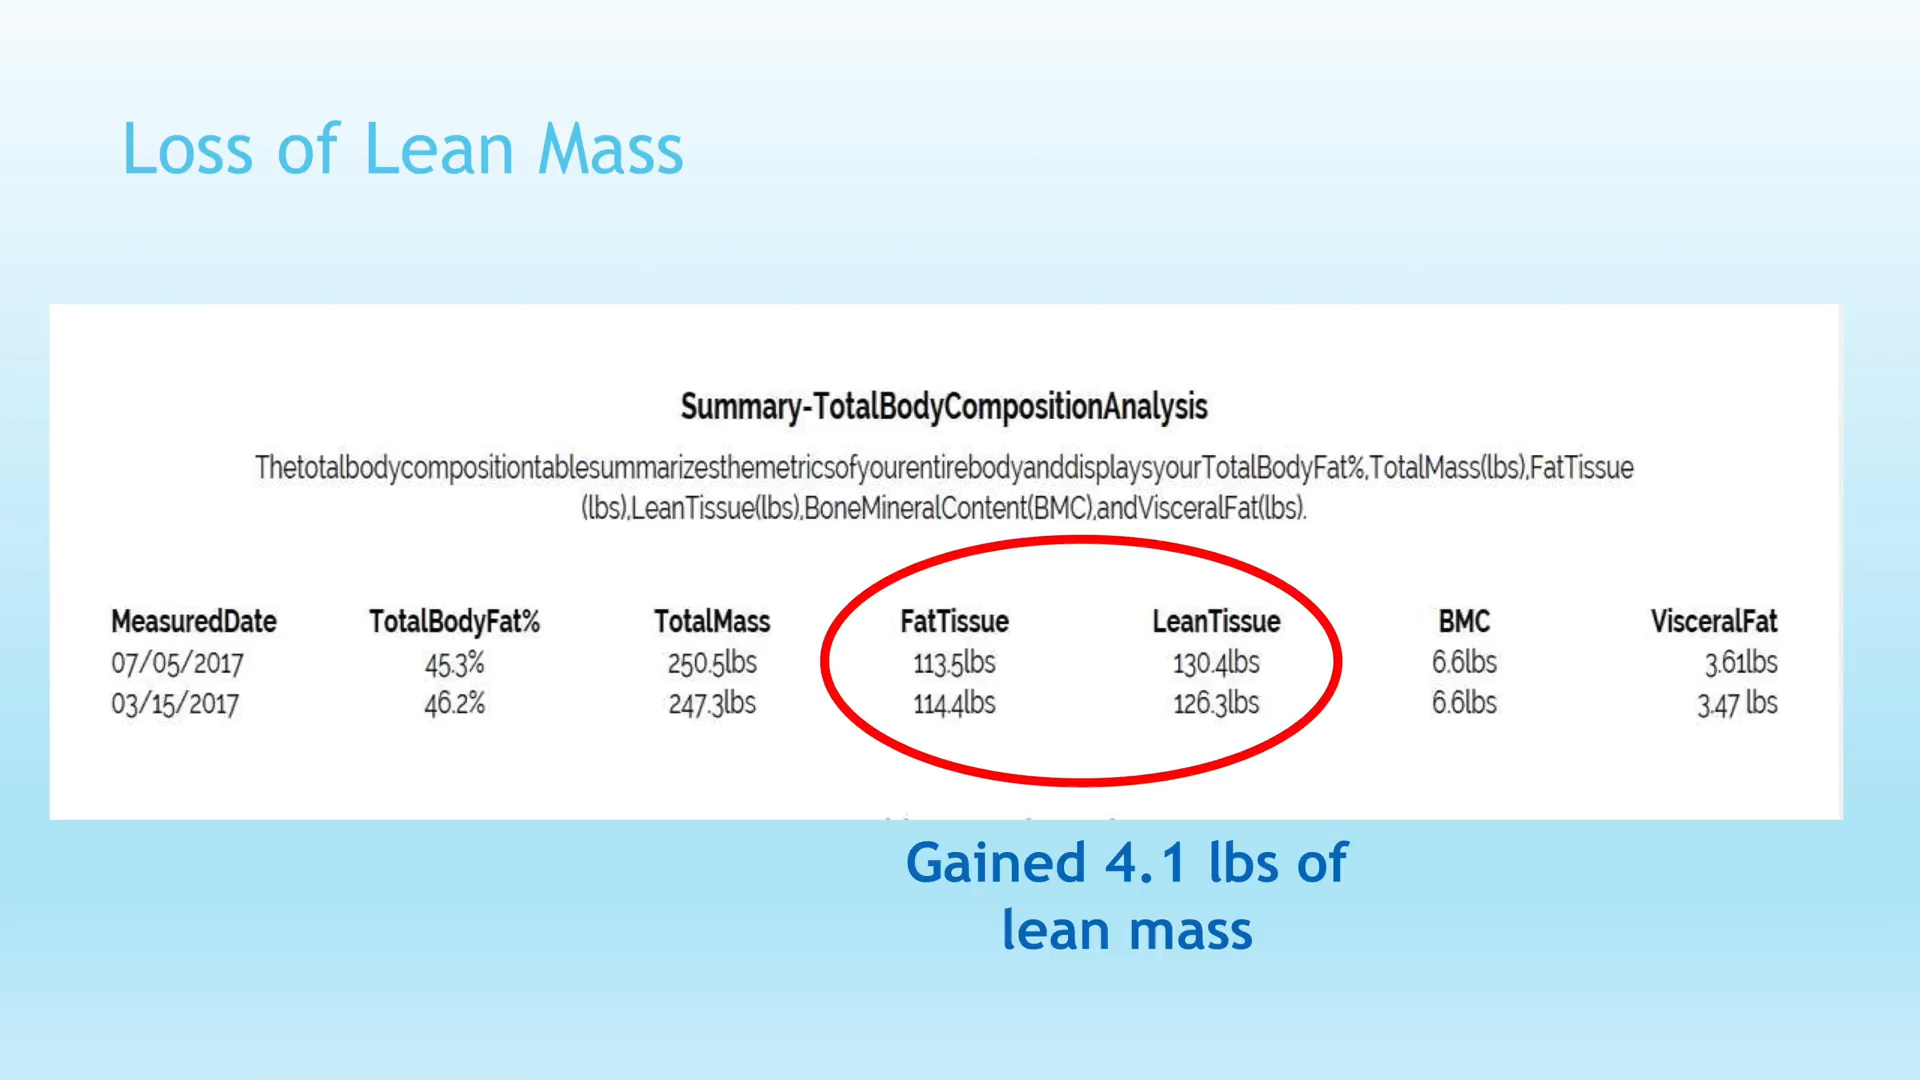 Loss of Lean Mass
Summary-TotalBodyCompositionAnalysis
ThetotalbodycompositiontablesummarizesthemetricsofyourentirebodyanddisplaysyourTotalBodyFat%,TotalMass(lbs),FatTissue
(lbs),LeanTissue(lbs),BoneMineralContent(BMC),andVisceralFat(lbs).
MeasuredDate TotalBodyFat% TotalMass FatTissue LeanTissue BMC VisceralFat
07/05/2017 45.3% 250.5lbs 113.5lbs 130.4lbs 6.6lbs 3.61lbs
03/15/2017 46.2% 247.3lbs 114.4lbs 126.3lbs 6.6lbs 3.47 lbs
Gained 4.1 lbs of
lean mass